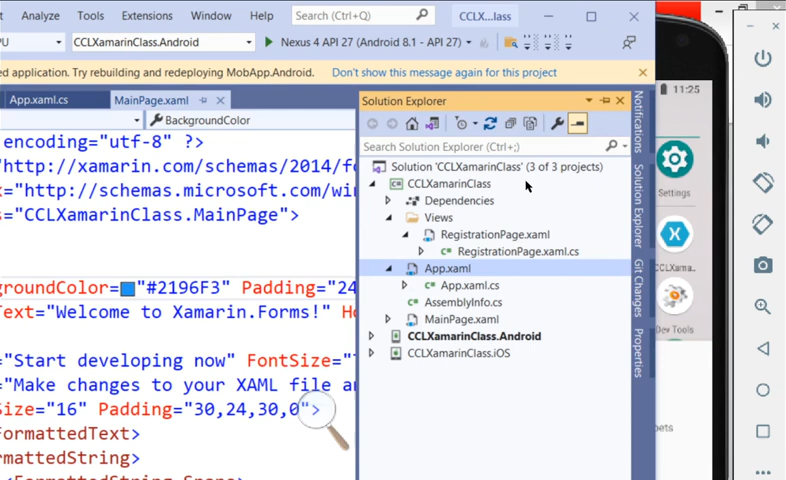 Analyze Tools Extensions Window Help Search (Ctrl+Q) CCLX...lass
PU CCLXamarinClass.Android Nexus 4 API 27 (Android 8.1 - API 27)
ed application. Try rebuilding and redeploying MobApp.Android. Don't show this message again for this project
App.xaml.cs MainPage.xaml
BackgroundColor
encoding="utf-8" ?>
"http://xamarin.com/schemas/2014/fo
="http://schemas.microsoft.com/wi
="CCLXamarinClass.MainPage">
groundColor= "#2196F3" Padding="24
Text="Welcome to Xamarin.Forms!" Ho
="Start developing now" FontSize="
="Make changes to your XAML file a
Size="16" Padding="30,24,30,0">
FormattedText>
rmattedString>
<FormattedString.Spans>
Solution Explorer
Search Solution Explorer (Ctrl+;)
Solution 'CCLXamarinClass' (3 of 3 projects)
CCLXamarinClass
Dependencies
Views
RegistrationPage.xaml
RegistrationPage.xaml.cs
App.xaml
App.xaml.cs
AssemblyInfo.cs
MainPage.xaml
CCLXamarinClass.Android
CCLXamarinClass.iOS
Notifications
Solution Explorer
Git Changes
Properties
11:25
Settings
CCLXama..
Dev Tools
ets